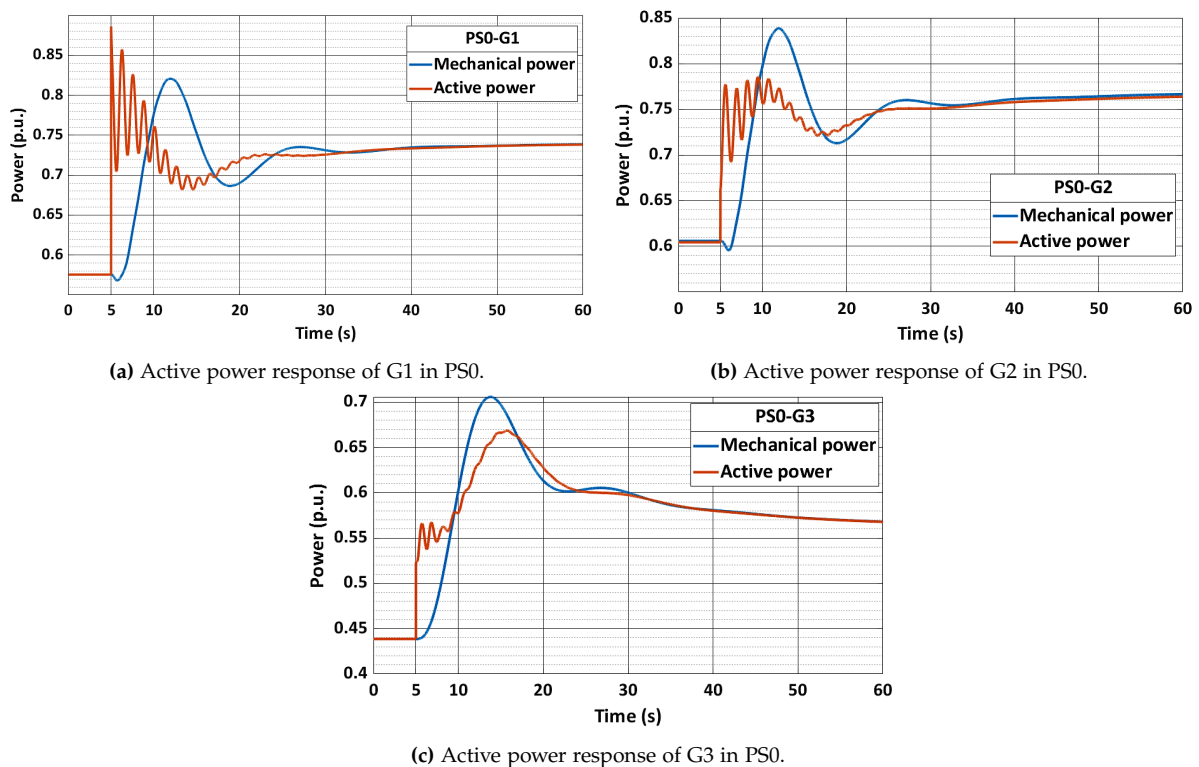 PS0-G1
Mechanical power
Active power
0.85
0.8
0.75
0.7
0.65
0.6
Power (p.u.)
0 5 10 20 30 40 50 60
Time (s)
(a) Active power response of G1 in PS0.
PS0-G2
Mechanical power
Active power
0.85
0.8
0.75
0.7
0.65
0.6
Power (p.u.)
0 5 10 20 30 40 50 60
Time (s)
(b) Active power response of G2 in PS0.
PS0-G3
Mechanical power
Active power
0.7
0.65
0.6
0.55
0.5
0.45
0.4
Power (p.u.)
0 5 10 20 30 40 50 60
Time (s)
(c) Active power response of G3 in PS0.